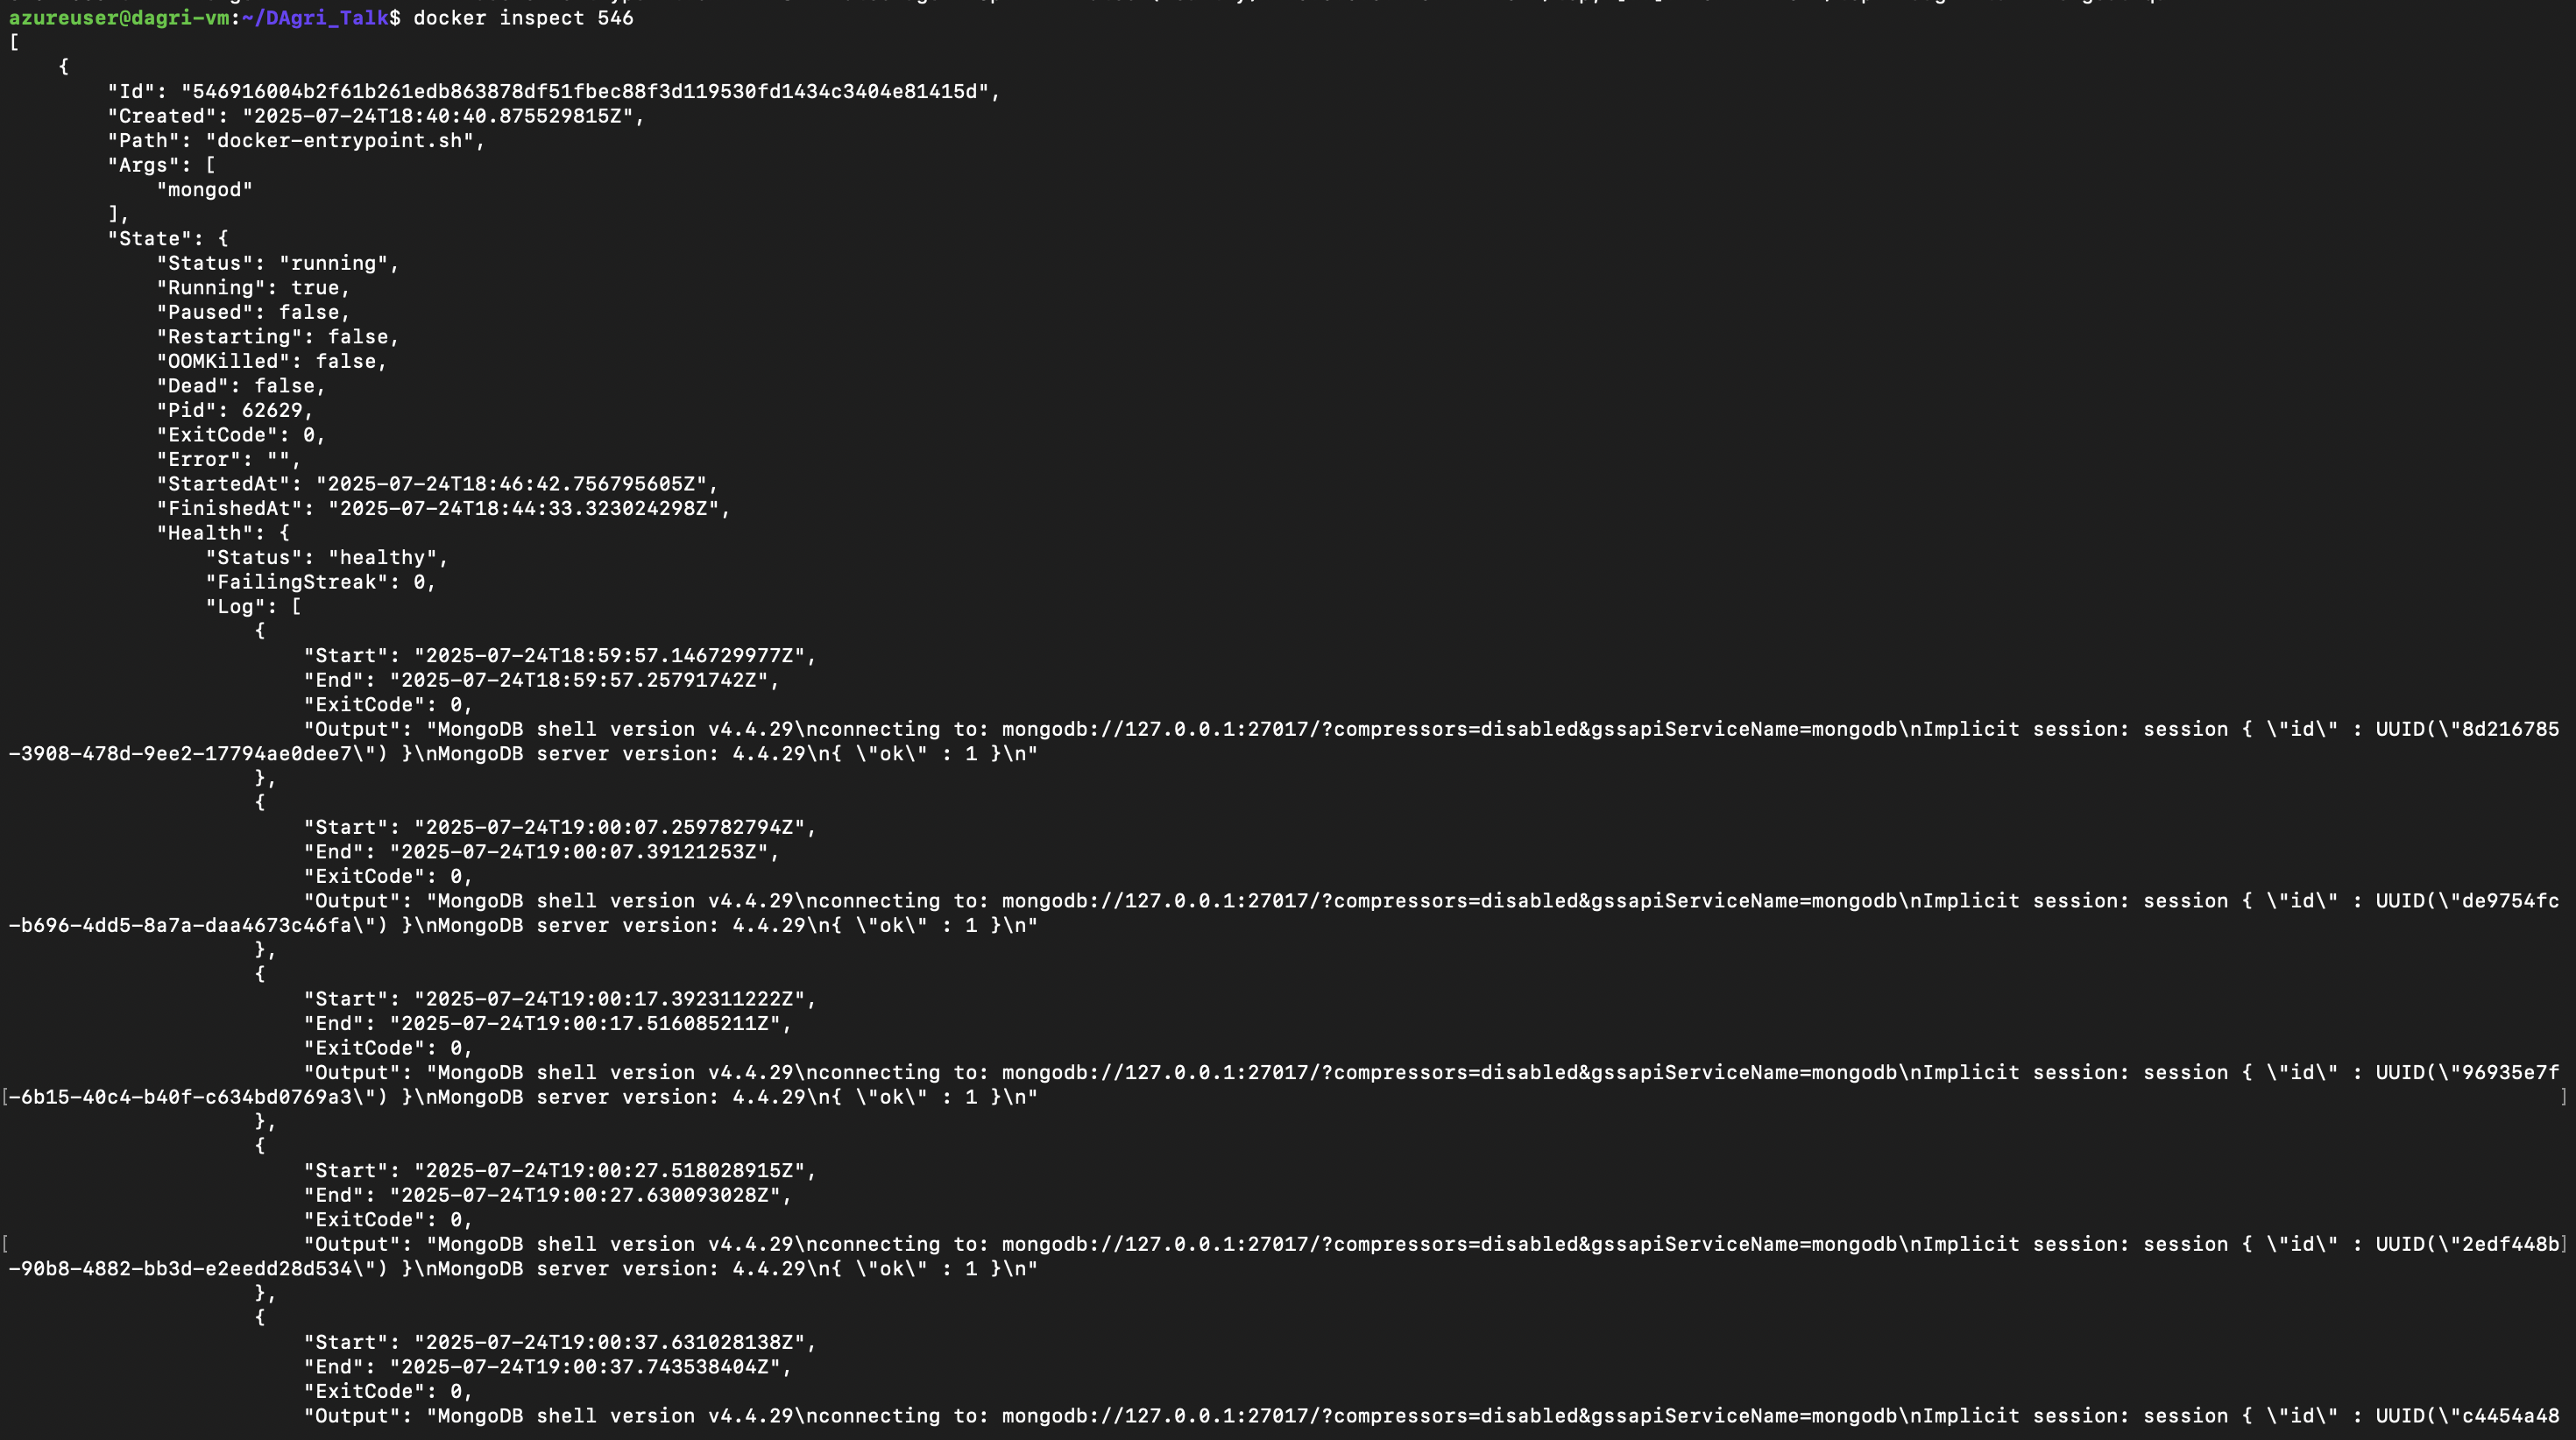 azureuser@dagri-vm:~/DAgri_Talk$ docker inspect 546
[
    {
        "Id": "546916004b2f61b261edb863878df51fbec88f3d119530fd1434c3404e81415d",
        "Created": "2025-07-24T18:40:40.875529815Z",
        "Path": "docker-entrypoint.sh",
        "Args": [
            "mongod"
        ],
        "State": {
            "Status": "running",
            "Running": true,
            "Paused": false,
            "Restarting": false,
            "OOMKilled": false,
            "Dead": false,
            "Pid": 62629,
            "ExitCode": 0,
            "Error": "",
            "StartedAt": "2025-07-24T18:46:42.756795605Z",
            "FinishedAt": "2025-07-24T18:44:33.323024298Z",
            "Health": {
                "Status": "healthy",
                "FailingStreak": 0,
                "Log": [
                    {
                        "Start": "2025-07-24T18:59:57.146729977Z",
                        "End": "2025-07-24T18:59:57.25791742Z",
                        "ExitCode": 0,
                        "Output": "MongoDB shell version v4.4.29\nconnecting to: mongodb://127.0.0.1:27017/?compressors=disabled&gssapiServiceName=mongodb\nImplicit session: session { \"id\" : UUID(\"8d216785
-3908-478d-9ee2-17794ae0dee7\") }\nMongoDB server version: 4.4.29\n{ \"ok\" : 1 }\n"
                    },
                    {
                        "Start": "2025-07-24T19:00:07.259782794Z",
                        "End": "2025-07-24T19:00:07.39121253Z",
                        "ExitCode": 0,
                        "Output": "MongoDB shell version v4.4.29\nconnecting to: mongodb://127.0.0.1:27017/?compressors=disabled&gssapiServiceName=mongodb\nImplicit session: session { \"id\" : UUID(\"de9754fc
-b696-4dd5-8a7a-daa4673c46fa\") }\nMongoDB server version: 4.4.29\n{ \"ok\" : 1 }\n"
                    },
                    {
                        "Start": "2025-07-24T19:00:17.392311222Z",
                        "End": "2025-07-24T19:00:17.516085211Z",
                        "ExitCode": 0,
                        "Output": "MongoDB shell version v4.4.29\nconnecting to: mongodb://127.0.0.1:27017/?compressors=disabled&gssapiServiceName=mongodb\nImplicit session: session { \"id\" : UUID(\"96935e7f
[-6b15-40c4-b40f-c634bd0769a3\") }\nMongoDB server version: 4.4.29\n{ \"ok\" : 1 }\n" ]
                    },
                    {
                        "Start": "2025-07-24T19:00:27.518028915Z",
                        "End": "2025-07-24T19:00:27.630093028Z",
                        "ExitCode": 0,
[                       "Output": "MongoDB shell version v4.4.29\nconnecting to: mongodb://127.0.0.1:27017/?compressors=disabled&gssapiServiceName=mongodb\nImplicit session: session { \"id\" : UUID(\"2edf448b]
-90b8-4882-bb3d-e2eedd28d534\") }\nMongoDB server version: 4.4.29\n{ \"ok\" : 1 }\n"
                    },
                    {
                        "Start": "2025-07-24T19:00:37.631028138Z",
                        "End": "2025-07-24T19:00:37.743538404Z",
                        "ExitCode": 0,
                        "Output": "MongoDB shell version v4.4.29\nconnecting to: mongodb://127.0.0.1:27017/?compressors=disabled&gssapiServiceName=mongodb\nImplicit session: session { \"id\" : UUID(\"c4454a48